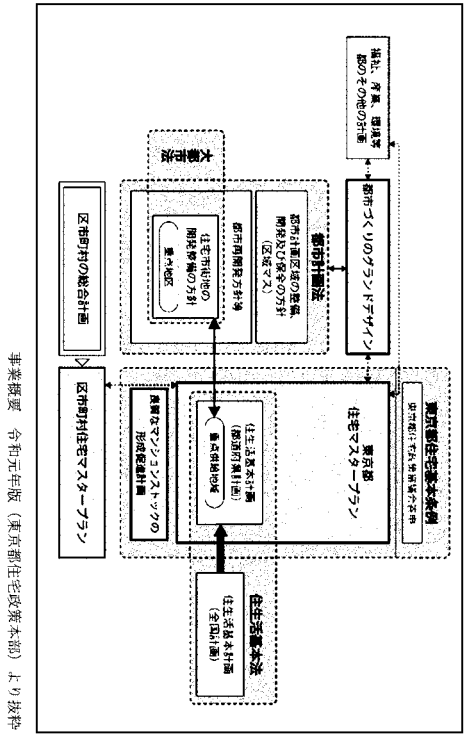 東京都住宅基本条例
東京都住宅政策審議会答申
東京都
住宅マスタープラン
住生活基本計画
(都道府県計画)
重点供給地域
良質なマンションストックの
形成促進計画
住生活基本法
住生活基本計画
(全国計画)
福祉、産業、環境等
都のその他の計画
都市づくりのグランドデザイン
都市計画法
都市計画区域の整備、
開発及び保全の方針
(区域マス)
都市再開発方針等
大都市法
住宅市街地の
開発整備の方針
重点地区
区市町村の総合計画
区市町村住宅マスタープラン
事業概要 令和元年版(東京都住宅政策本部)より抜粋